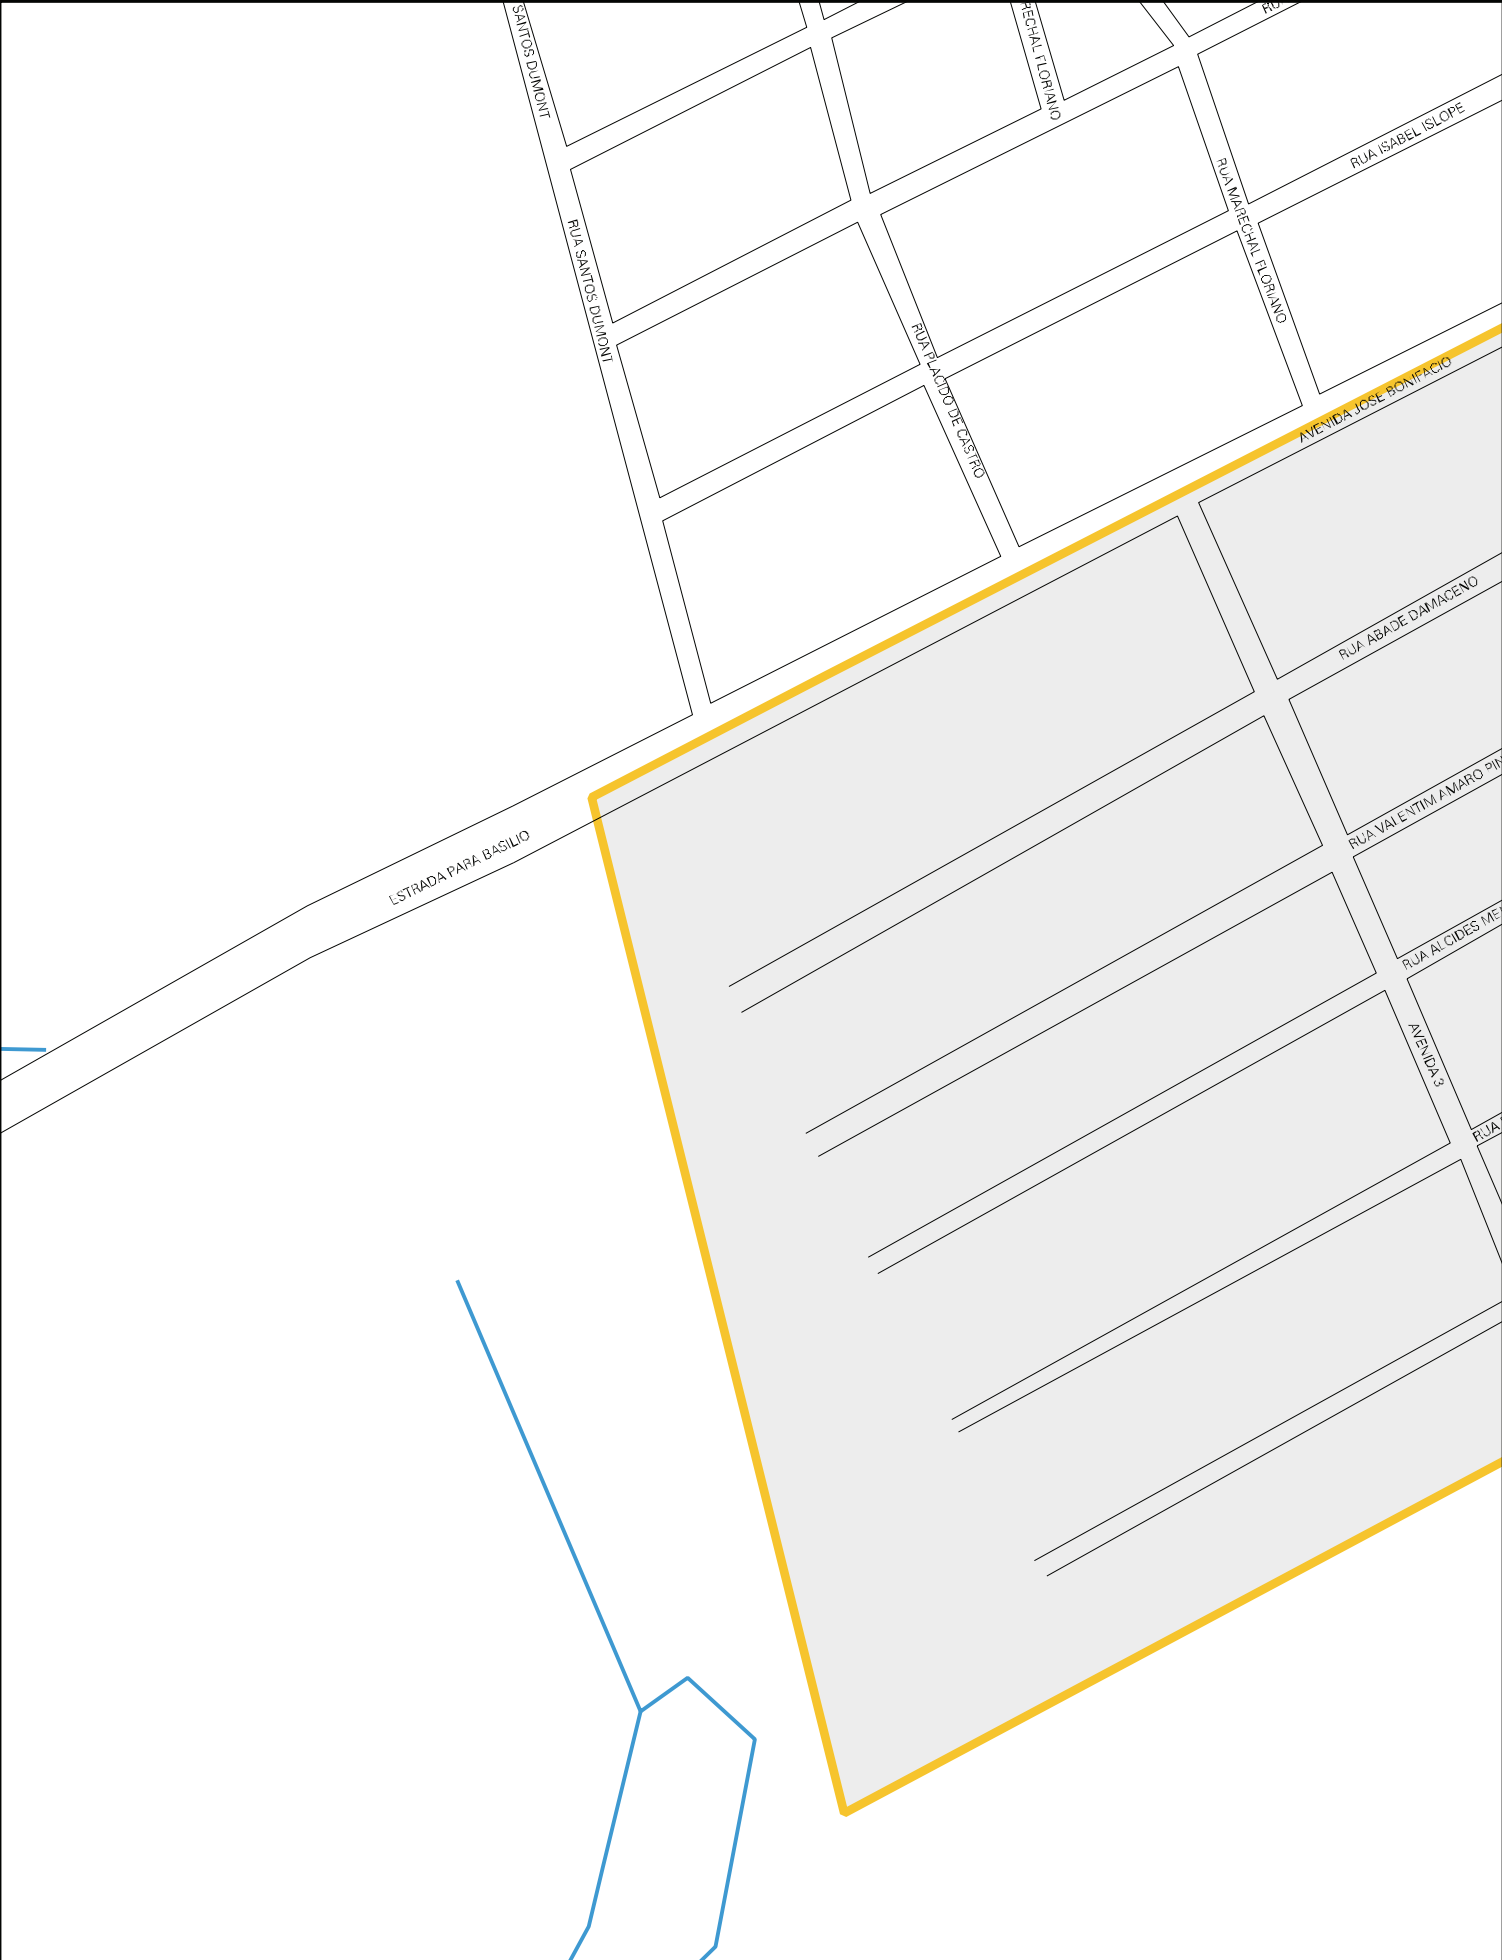 SANTOS DUMONT
RECHAL FLORIANO
RUA ISABEL ISLOPE
RUA MARECHAL FLORIANO
RUA SANTOS DUMONT
RUA PLACIDO DE CASTRO
AVENIDA JOSE BONIFACIO
RUA ABADE DAMACENO
RUA VALENTIM AMARO PIN
ESTRADA PARA BASILIO
RUA ALCIDES ME
AVENIDA 3
RUA